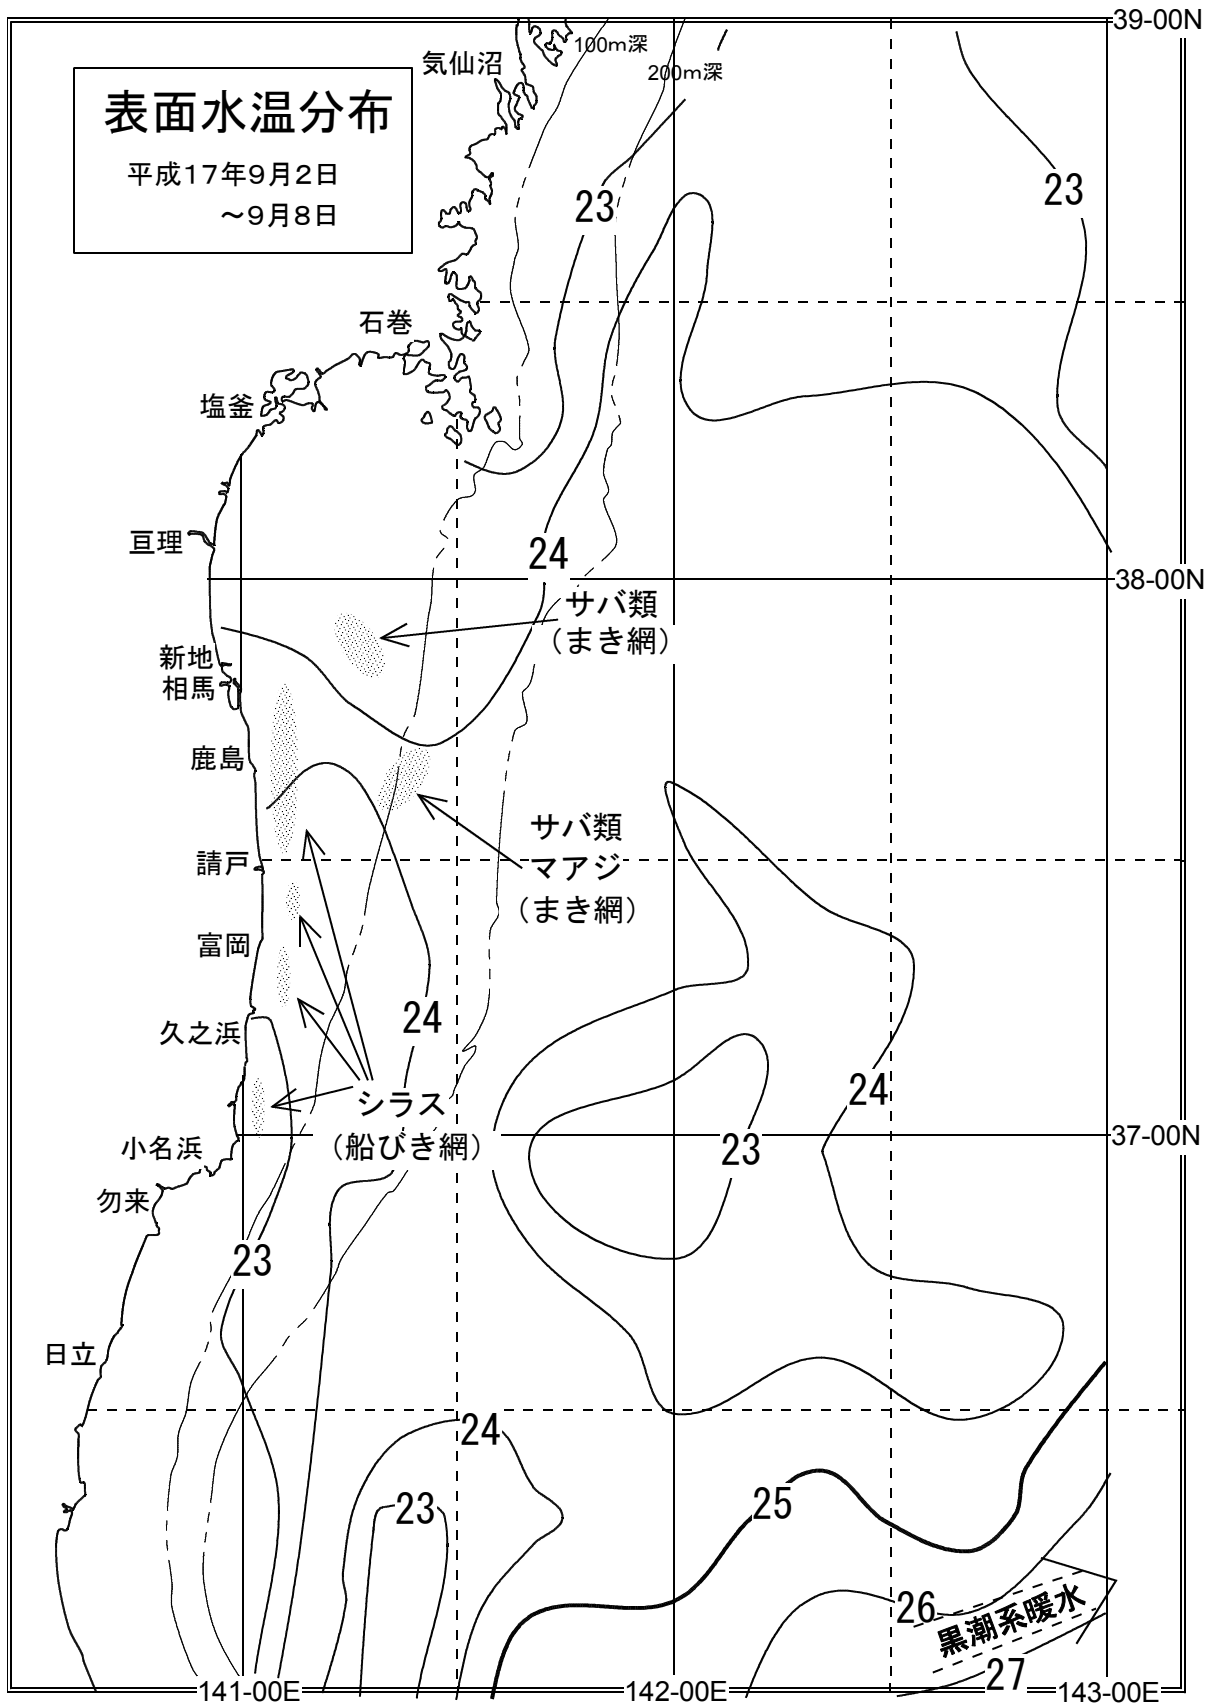 39-00N
100m深
気仙沼
200m深
表面水温分布
平成17年9月2日
～9月8日
23
23
石巻
塩釜
亘理
24
38-00N
サバ類
（まき網）
新地
相馬
鹿島
サバ類
マアジ
（まき網）
請戸
富岡
24
久之浜
24
シラス
（船びき網）
37-00N
小名浜
23
勿来
23
日立
24
25
23
26
黒潮系暖水
27
141-00E
142-00E
143-00E